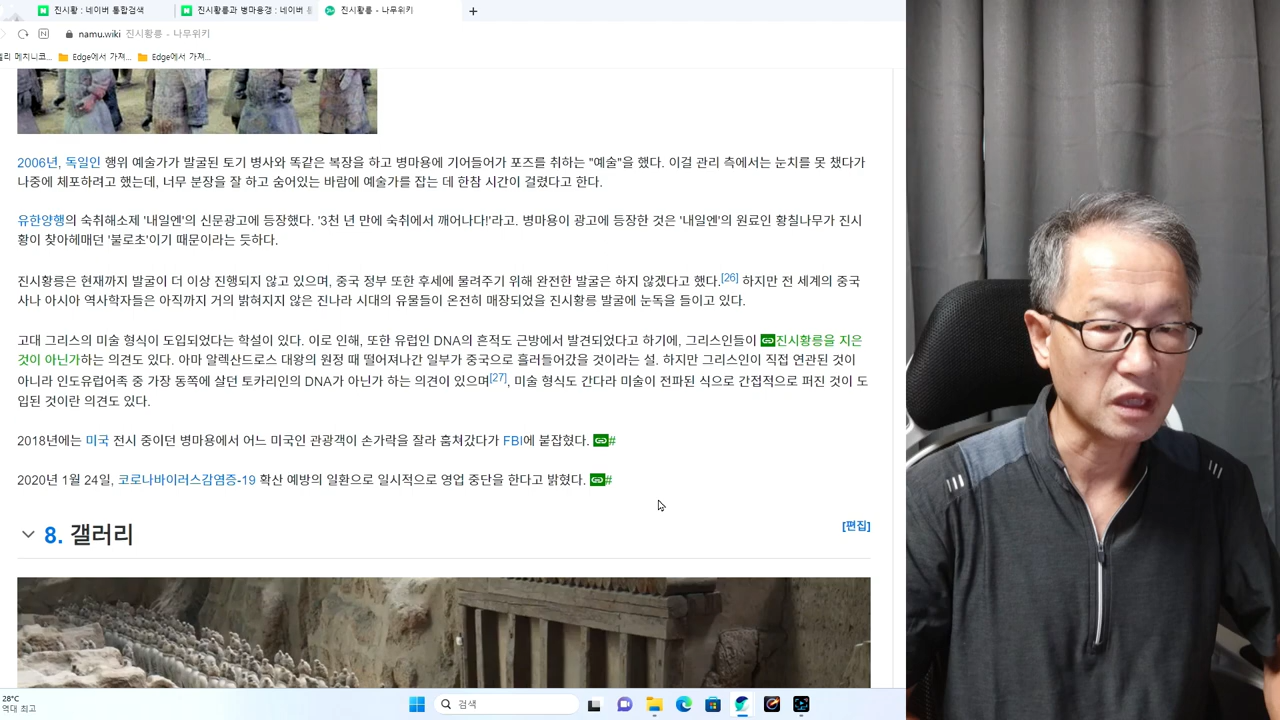 진시황 : 네이버 통합검색
진시황릉과 병마용갱 : 네이버
진시황릉 - 나무위키
namu.wiki 진시황릉 - 나무위키
리 메치니코...
Edge에서 가져...
Edge에서 가져...
2006년, 독일인 행위 예술가가 발굴된 토기 병사와 똑같은 복장을 하고 병마용에 기어들어가 포즈를 취하는 "예술"을 했다. 이걸 관리 측에서는 눈치를 못 챘다가
나중에 체포하려고 했는데, 너무 분장을 잘 하고 숨어있는 바람에 예술가를 잡는 데 한참 시간이 걸렸다고 한다.
유한양행의 숙취해소제 '내일엔'의 신문광고에 등장했다. '3천 년 만에 숙취에서 깨어나다!'라고. 병마용이 광고에 등장한 것은 '내일엔'의 원료인 황칠나무가 진시
황이 찾아헤매던 '불로초'이기 때문이라는 듯하다.
진시황릉은 현재까지 발굴이 더 이상 진행되지 않고 있으며, 중국 정부 또한 후세에 물려주기 위해 완전한 발굴은 하지 않겠다고 했다.[26] 하지만 전 세계의 중국
사나 아시아 역사학자들은 아직까지 거의 밝혀지지 않은 진나라 시대의 유물들이 온전히 매장되었을 진시황릉 발굴에 눈독을 들이고 있다.
고대 그리스의 미술 형식이 도입되었다는 학설이 있다. 이로 인해, 또한 유럽인 DNA의 흔적도 근방에서 발견되었다고 하기에, 그리스인들이 진시황릉을 지은
것이 아닌가하는 의견도 있다. 아마 알렉산드로스 대왕의 원정 때 떨어져나간 일부가 중국으로 흘러들어갔을 것이라는 설. 하지만 그리스인이 직접 연관된 것이
아니라 인도유럽어족 중 가장 동쪽에 살던 토카리인의 DNA가 아닌가 하는 의견이 있으며[27], 미술 형식도 간다라 미술이 전파된 식으로 간접적으로 퍼진 것이 도
입된 것이란 의견도 있다.
2018년에는 미국 전시 중이던 병마용에서 어느 미국인 관광객이 손가락을 잘라 훔쳐갔다가 FBI에 붙잡혔다. #
2020년 1월 24일, 코로나바이러스감염증-19 확산 예방의 일환으로 일시적으로 영업 중단을 한다고 밝혔다. #
8. 갤러리
[편집]
28°C
역대 최고
검색